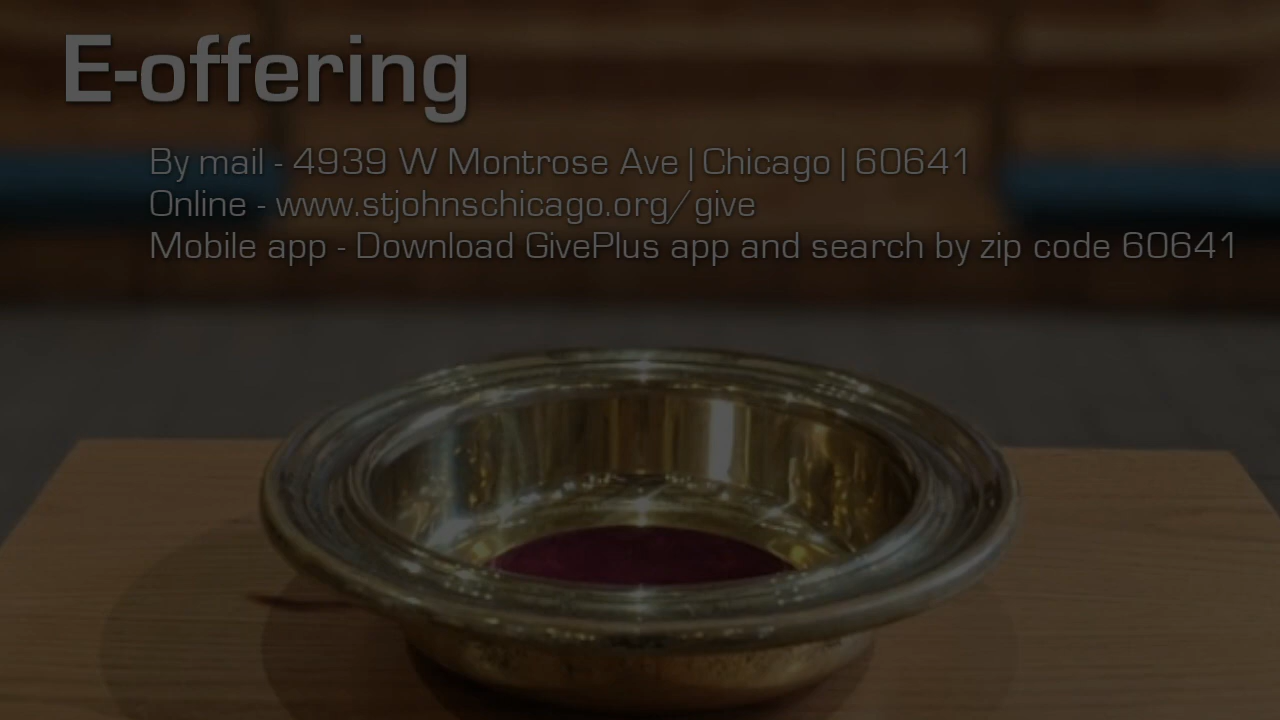 E-offering
By mail - 4939 W Montrose Ave | Chicago | 60641
Online - www.stjohnschicago.org/give
Mobile app - Download GivePlus app and search by zip code 60641